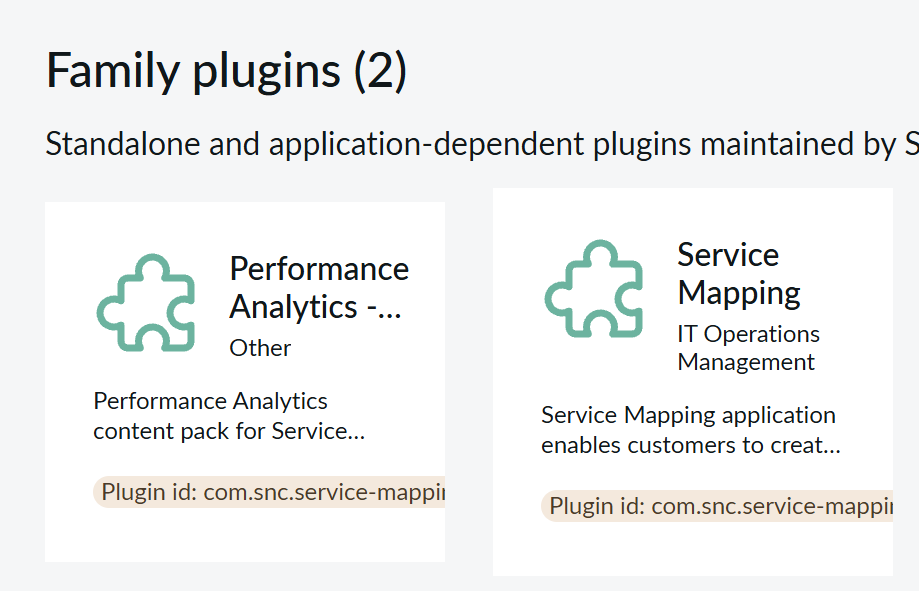 Family plugins (2)
Standalone and application-dependent plugins maintained by S
Performance
Analytics -...
Other
Performance Analytics
content pack for Service...
Plugin id: com.snc.service-mappin
Service
Mapping
IT Operations
Management
Service Mapping application
enables customers to creat...
Plugin id: com.snc.service-mappin